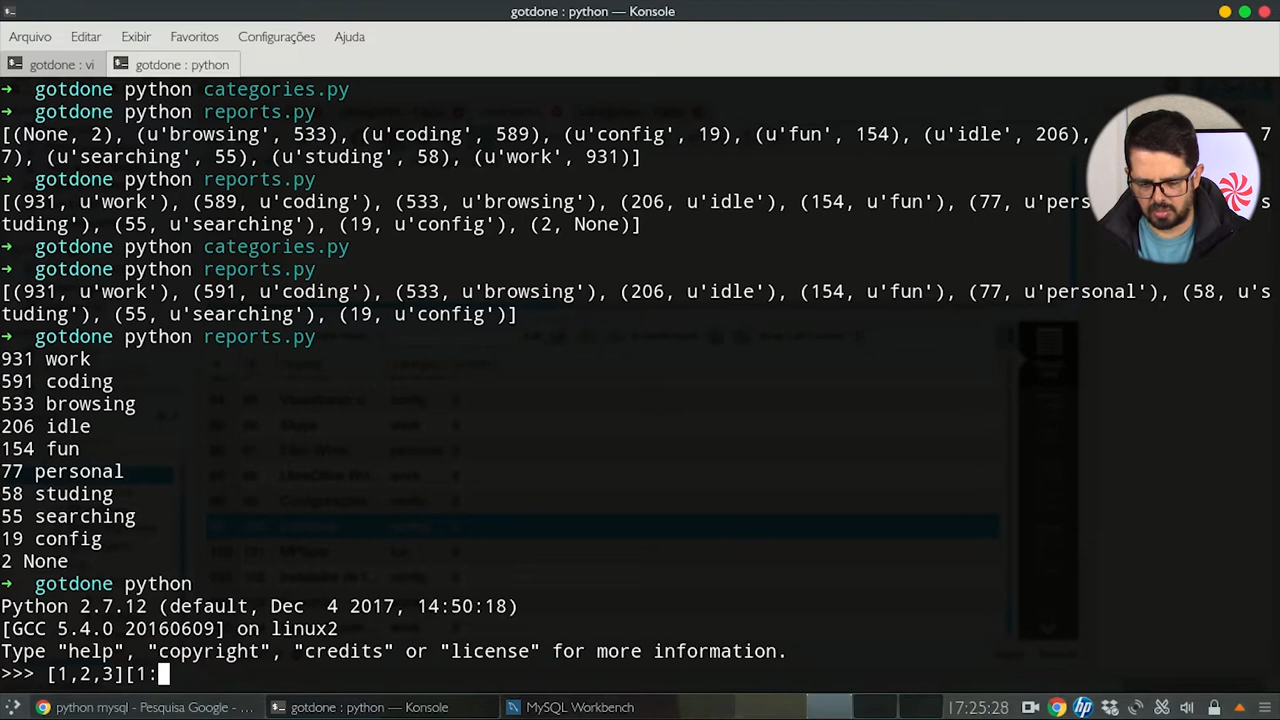 gotdone : python — Konsole
Arquivo Editar Exibir Favoritos Configurações Ajuda
gotdone : vi gotdone : python
➜ gotdone python categories.py
➜ gotdone python reports.py
[(None, 2), (u'browsing', 533), (u'coding', 589), (u'config', 19), (u'fun', 154), (u'idle', 206), 7
7), (u'searching', 55), (u'studing', 58), (u'work', 931)]
➜ gotdone python reports.py
[(931, u'work'), (589, u'coding'), (533, u'browsing'), (206, u'idle'), (154, u'fun'), (77, u'pers s
tuding'), (55, u'searching'), (19, u'config'), (2, None)]
➜ gotdone python categories.py
➜ gotdone python reports.py
[(931, u'work'), (591, u'coding'), (533, u'browsing'), (206, u'idle'), (154, u'fun'), (77, u'personal'), (58, u's
tuding'), (55, u'searching'), (19, u'config')]
➜ gotdone python reports.py
931 work
591 coding
533 browsing
206 idle
154 fun
77 personal
58 studing
55 searching
19 config
2 None
➜ gotdone python
Python 2.7.12 (default, Dec  4 2017, 14:50:18)
[GCC 5.4.0 20160609] on linux2
Type "help", "copyright", "credits" or "license" for more information.
>>> [1,2,3][1:
python mysql - Pesquisa Google - ... gotdone : python — Konsole MySQL Workbench 17:25:28